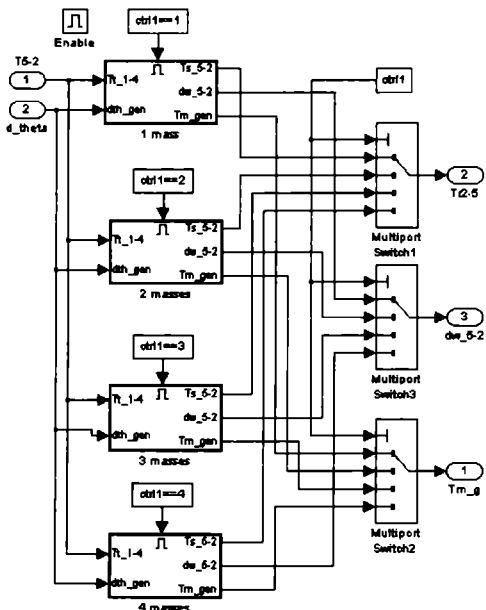 Enable
ctrl1==1
T5-2
1
Tt_1-4
Ts_5-2
dw_5-2
Tm_gen
2
dth_gen
d_theta
1 mass
ctrl1
ctrl1==2
2
Tr2-5
Tt_1-4
Ts_5-2
dw_5-2
Tm_gen
dth_gen
2 masses
Multiport
Switch1
3
dw_5-2
ctrl1==3
Tt_1-4
Ts_5-2
dw_5-2
Tm_gen
dth_gen
3 masses
Multiport
Switch3
1
Tm_g
ctrl1==4
Tt_1-4
Ts_5-2
dw_5-2
Tm_gen
dth_gen
4 masses
Multiport
Switch2